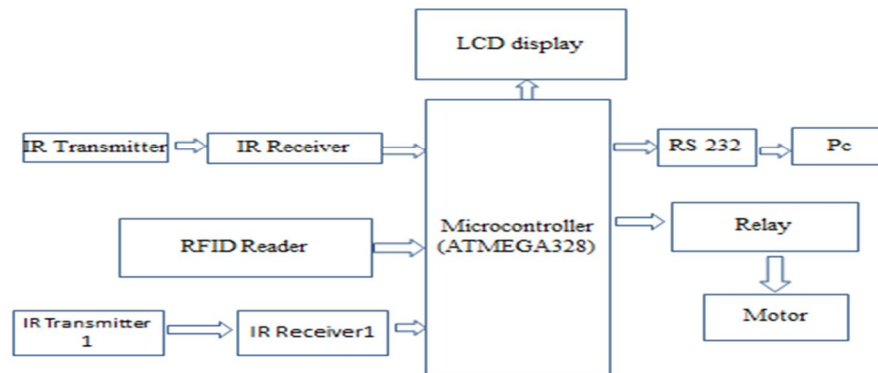 LCD display
IR Transmitter
IR Receiver
RS 232
Pc
Microcontroller
(ATMEGA328)
RFID Reader
Relay
IR Transmitter
1
IR Receiver1
Motor